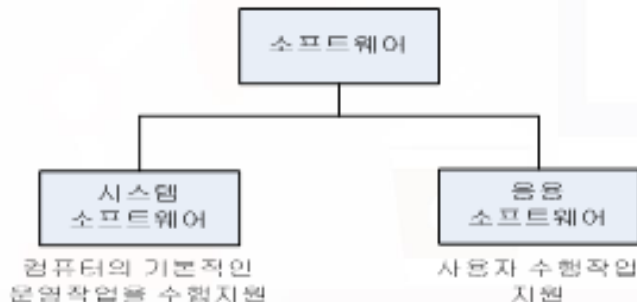 소프트웨어
시스템
소프트웨어
컴퓨터의 기본적인
운영작업을 수행지원
응용
소프트웨어
사용자 수행작업
지원